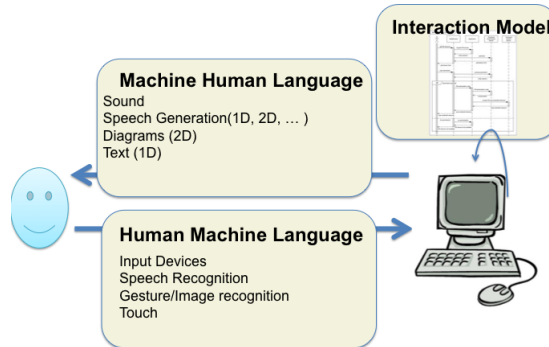 Interaction Model
Machine Human Language
Sound
Speech Generation(1D, 2D, … )
Diagrams (2D)
Text (1D)
Human Machine Language
Input Devices
Speech Recognition
Gesture/Image recognition
Touch